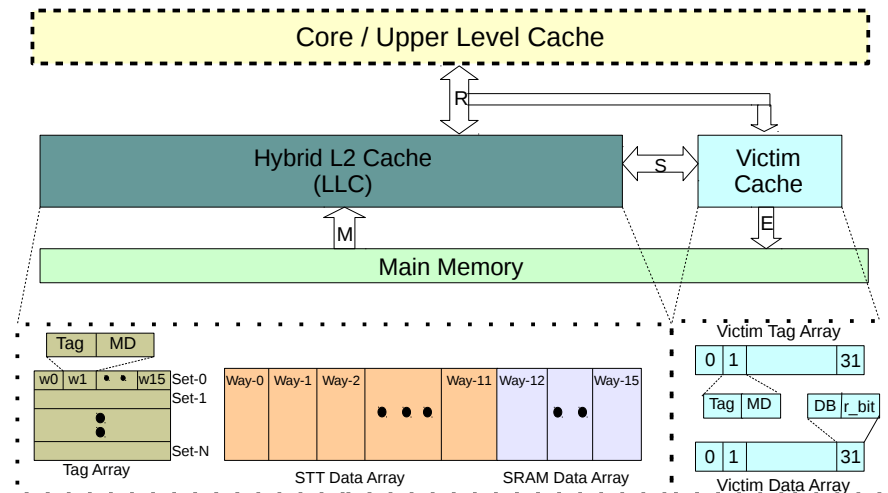 Core / Upper Level Cache
R
Hybrid L2 Cache
(LLC)
S
Victim
Cache
M
E
Main Memory
Tag MD
w0 w1 w15 Set-0
Set-1
Set-N
Tag Array
Way-0 Way-1 Way-2 Way-11 Way-12 Way-15
STT Data Array SRAM Data Array
Victim Tag Array
0 1 31
Tag MD DB r_bit
0 1 31
Victim Data Array